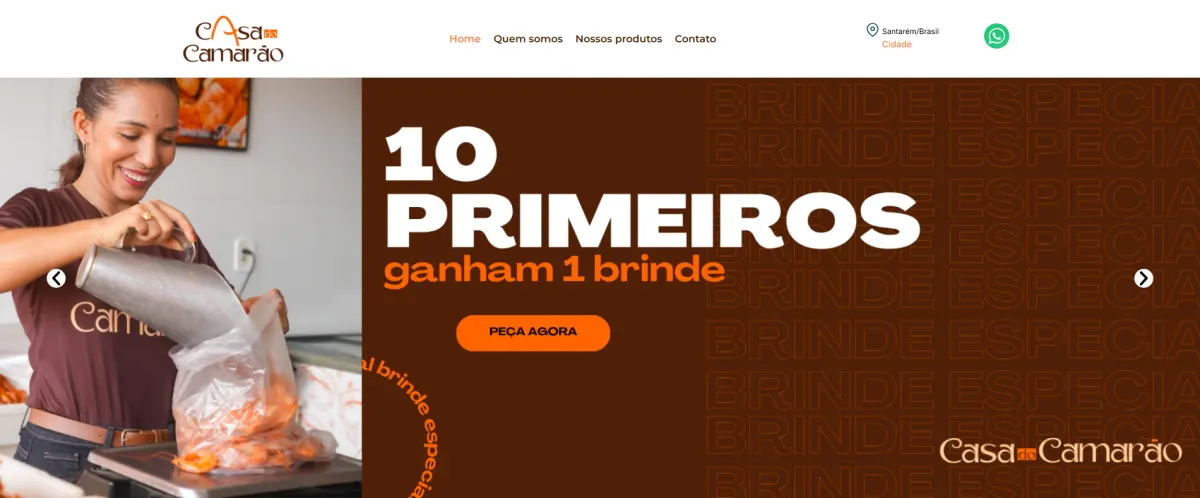 Casa do
Camarão
Home
Quem somos
Nossos produtos
Contato
Santarém/Brasil
Cidade
10
PRIMEIROS
ganham 1 brinde
PEÇA AGORA
al brinde especia
Cam
BRINDE ESPECIA
BRINDE ESPECIA
BRINDE ESPECIA
BRINDE ESPECIA
BRINDE ESPECIA
BRINDE ESPECIA
BRINDE ESPECIA
BRINDE ESPECIA
BRINDE ESPECIA
Casa do Camarão